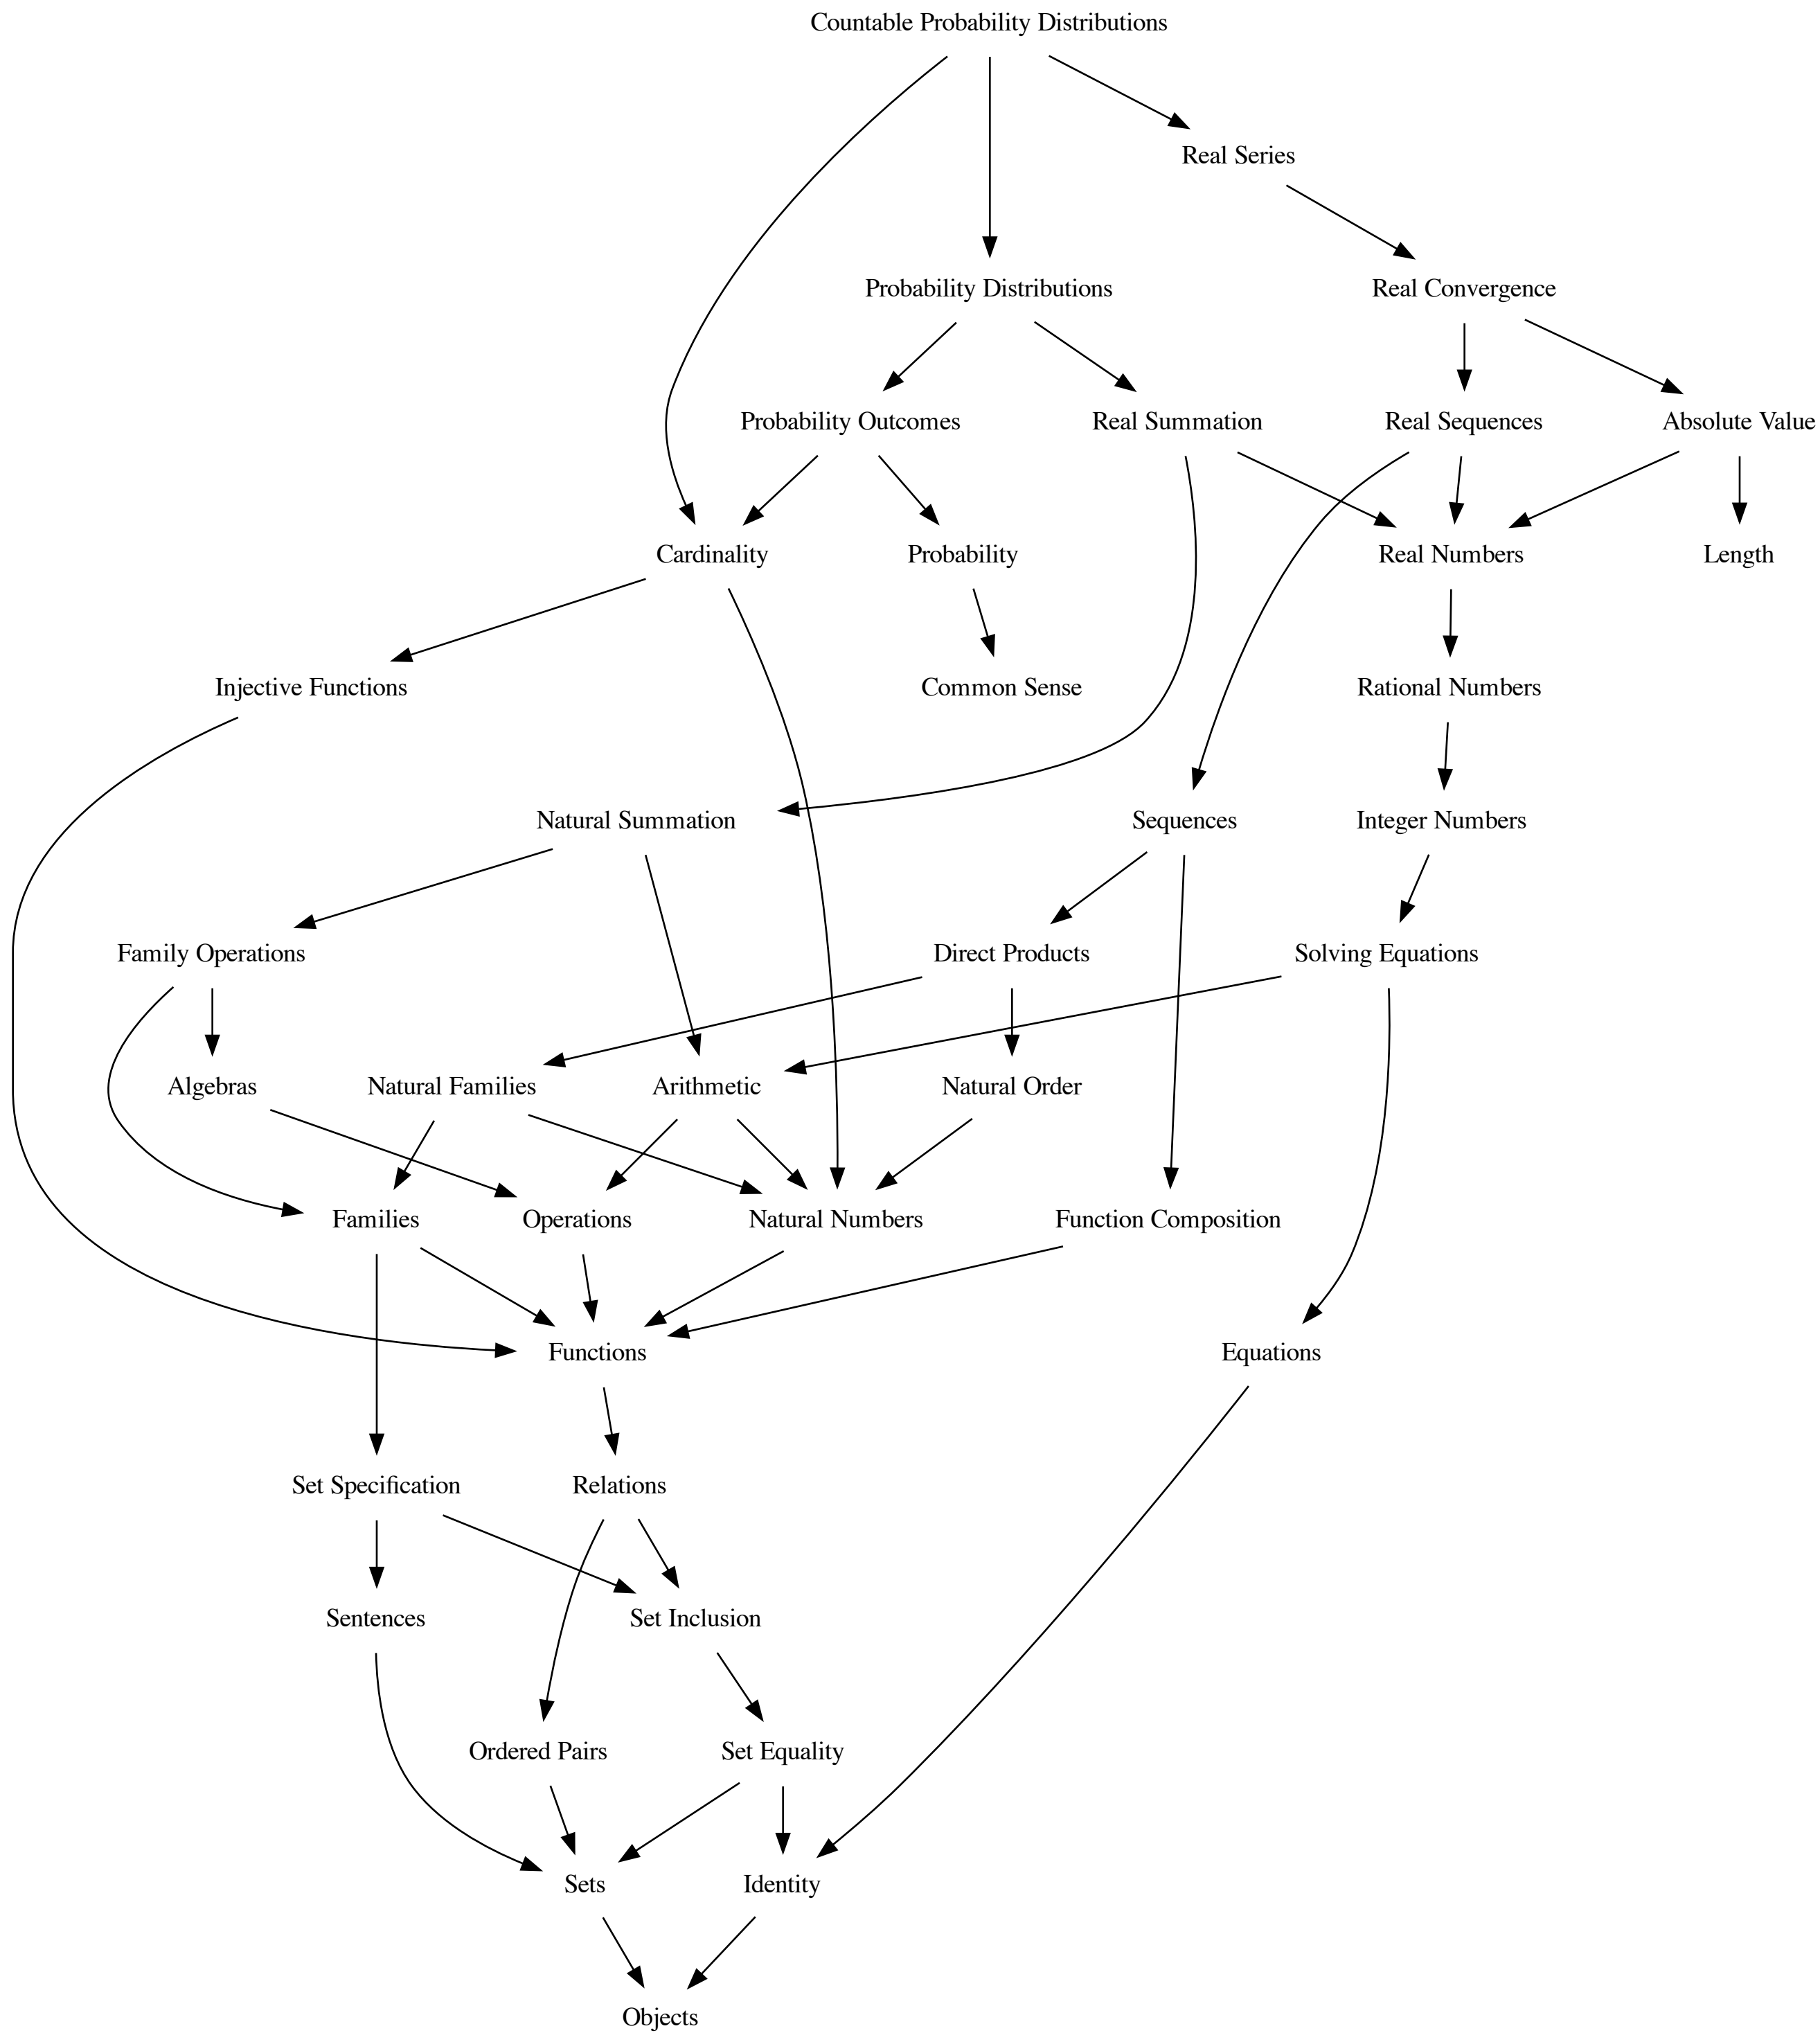 Countable Probability Distributions
Real Series
Probability Distributions
Real Convergence
Probability Outcomes
Real Summation
Real Sequences
Absolute Value
Cardinality
Probability
Real Numbers
Length
Injective Functions
Common Sense
Rational Numbers
Natural Summation
Sequences
Integer Numbers
Family Operations
Direct Products
Solving Equations
Algebras
Natural Families
Arithmetic
Natural Order
Families
Operations
Natural Numbers
Function Composition
Functions
Equations
Set Specification
Relations
Sentences
Set Inclusion
Ordered Pairs
Set Equality
Sets
Identity
Objects